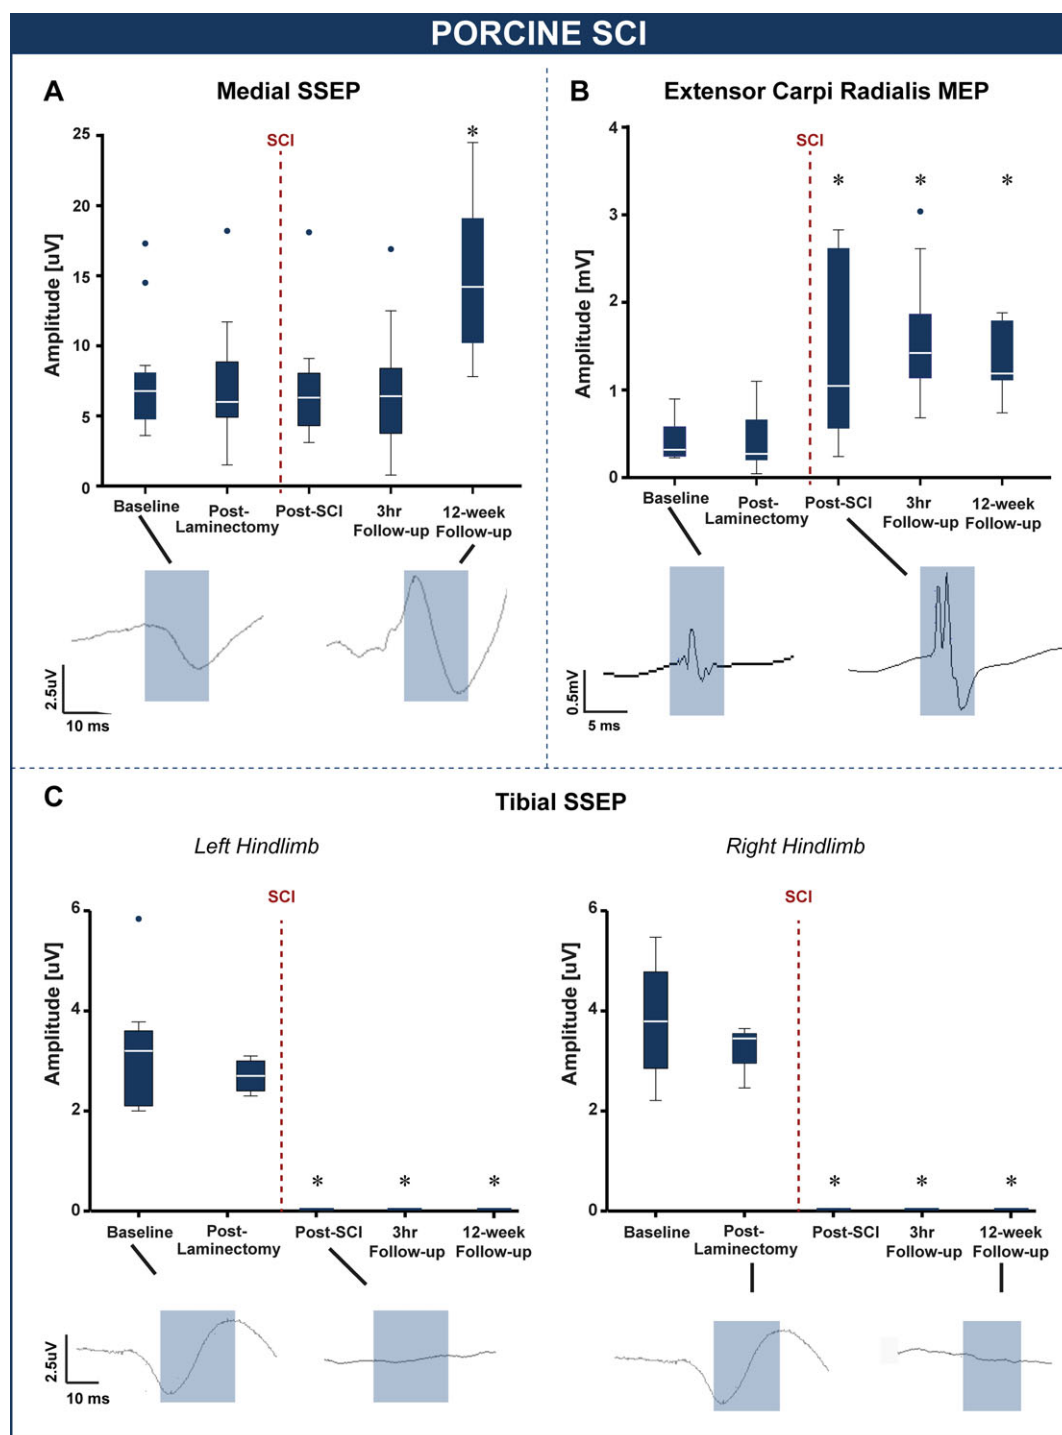 PORCINE SCI
A
Medial SSEP
SCI
*
Amplitude [uV]
25
20
15
10
5
0
Baseline
Post-
Laminectomy
Post-SCI
3hr
Follow-up
12-week
Follow-up
2.5uV
10 ms
B
Extensor Carpi Radialis MEP
SCI
* * *
Amplitude [mV]
4
3
2
1
0
Baseline
Post-
Laminectomy
Post-SCI
3hr
Follow-up
12-week
Follow-up
0.5mV
5 ms
C
Tibial SSEP
Left Hindlimb
SCI
Amplitude [uV]
6
4
2
0
* * *
Baseline
Post-
Laminectomy
Post-SCI
3hr
Follow-up
12-week
Follow-up
2.5uV
10 ms
Right Hindlimb
SCI
Amplitude [uV]
6
4
2
0
* * *
Baseline
Post-
Laminectomy
Post-SCI
3hr
Follow-up
12-week
Follow-up